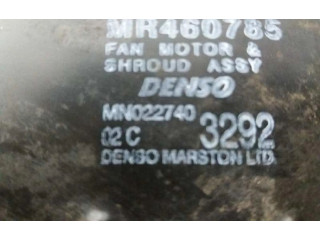 MR460785
FAN MOTOR &
SHROUD ASSY
DENSO
MN022740
02 C 3292
DENSO MARSTON LTD.